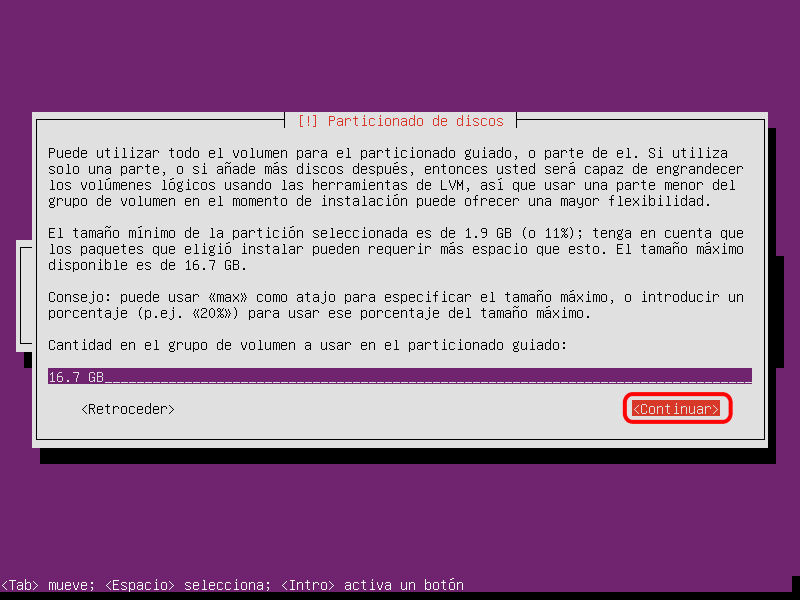 [!] Particionado de discos
Puede utilizar todo el volumen para el particionado guiado, o parte de el. Si utiliza
solo una parte, o si añade más discos después, entonces usted será capaz de engrandecer
los volúmenes lógicos usando las herramientas de LVM, así que usar una parte menor del
grupo de volumen en el momento de instalación puede ofrecer una mayor flexibilidad.
El tamaño mínimo de la partición seleccionada es de 1.9 GB (o 11%); tenga en cuenta que
los paquetes que eligió instalar pueden requerir más espacio que esto. El tamaño máximo
disponible es de 16.7 GB.
Consejo: puede usar «max» como atajo para especificar el tamaño máximo, o introducir un
porcentaje (p.ej. «20%») para usar ese porcentaje del tamaño máximo.
Cantidad en el grupo de volumen a usar en el particionado guiado:
16.7 GB
<Retroceder> <Continuar>
<Tab> mueve; <Espacio> selecciona; <Intro> activa un botón